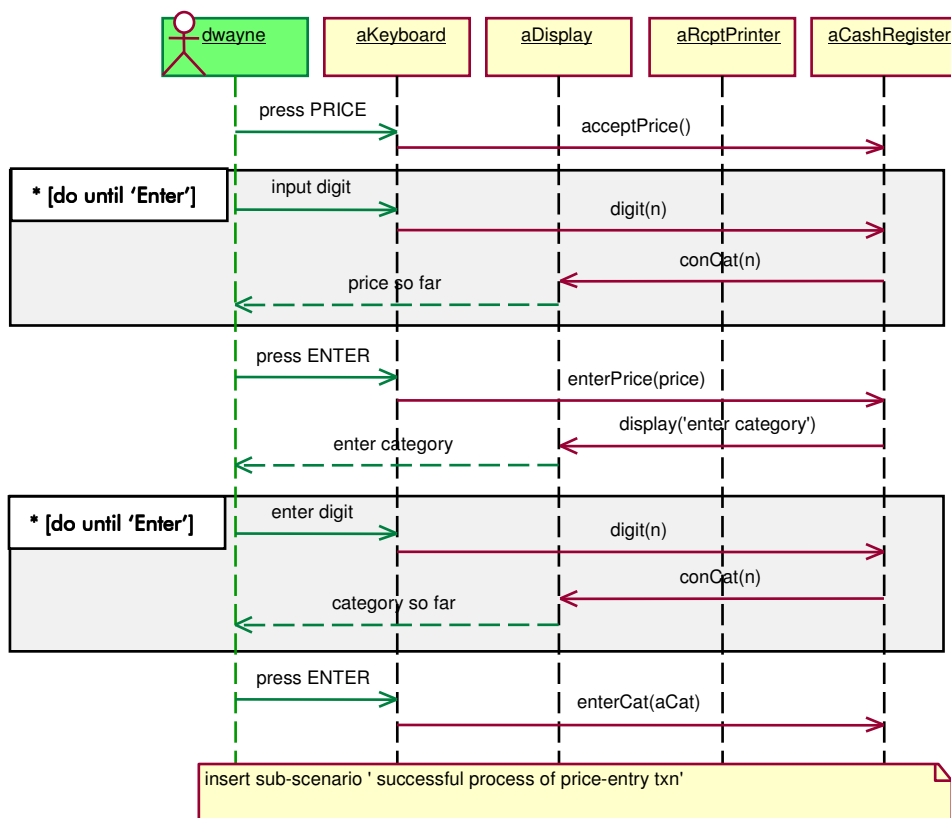 dwayne
aKeyboard
aDisplay
aRcptPrinter
aCashRegister
press PRICE
acceptPrice()
* [do until ‘Enter’]
input digit
digit(n)
conCat(n)
price so far
press ENTER
enterPrice(price)
display('enter category')
enter category
* [do until ‘Enter’]
enter digit
digit(n)
conCat(n)
category so far
press ENTER
enterCat(aCat)
insert sub-scenario ' successful process of price-entry txn'